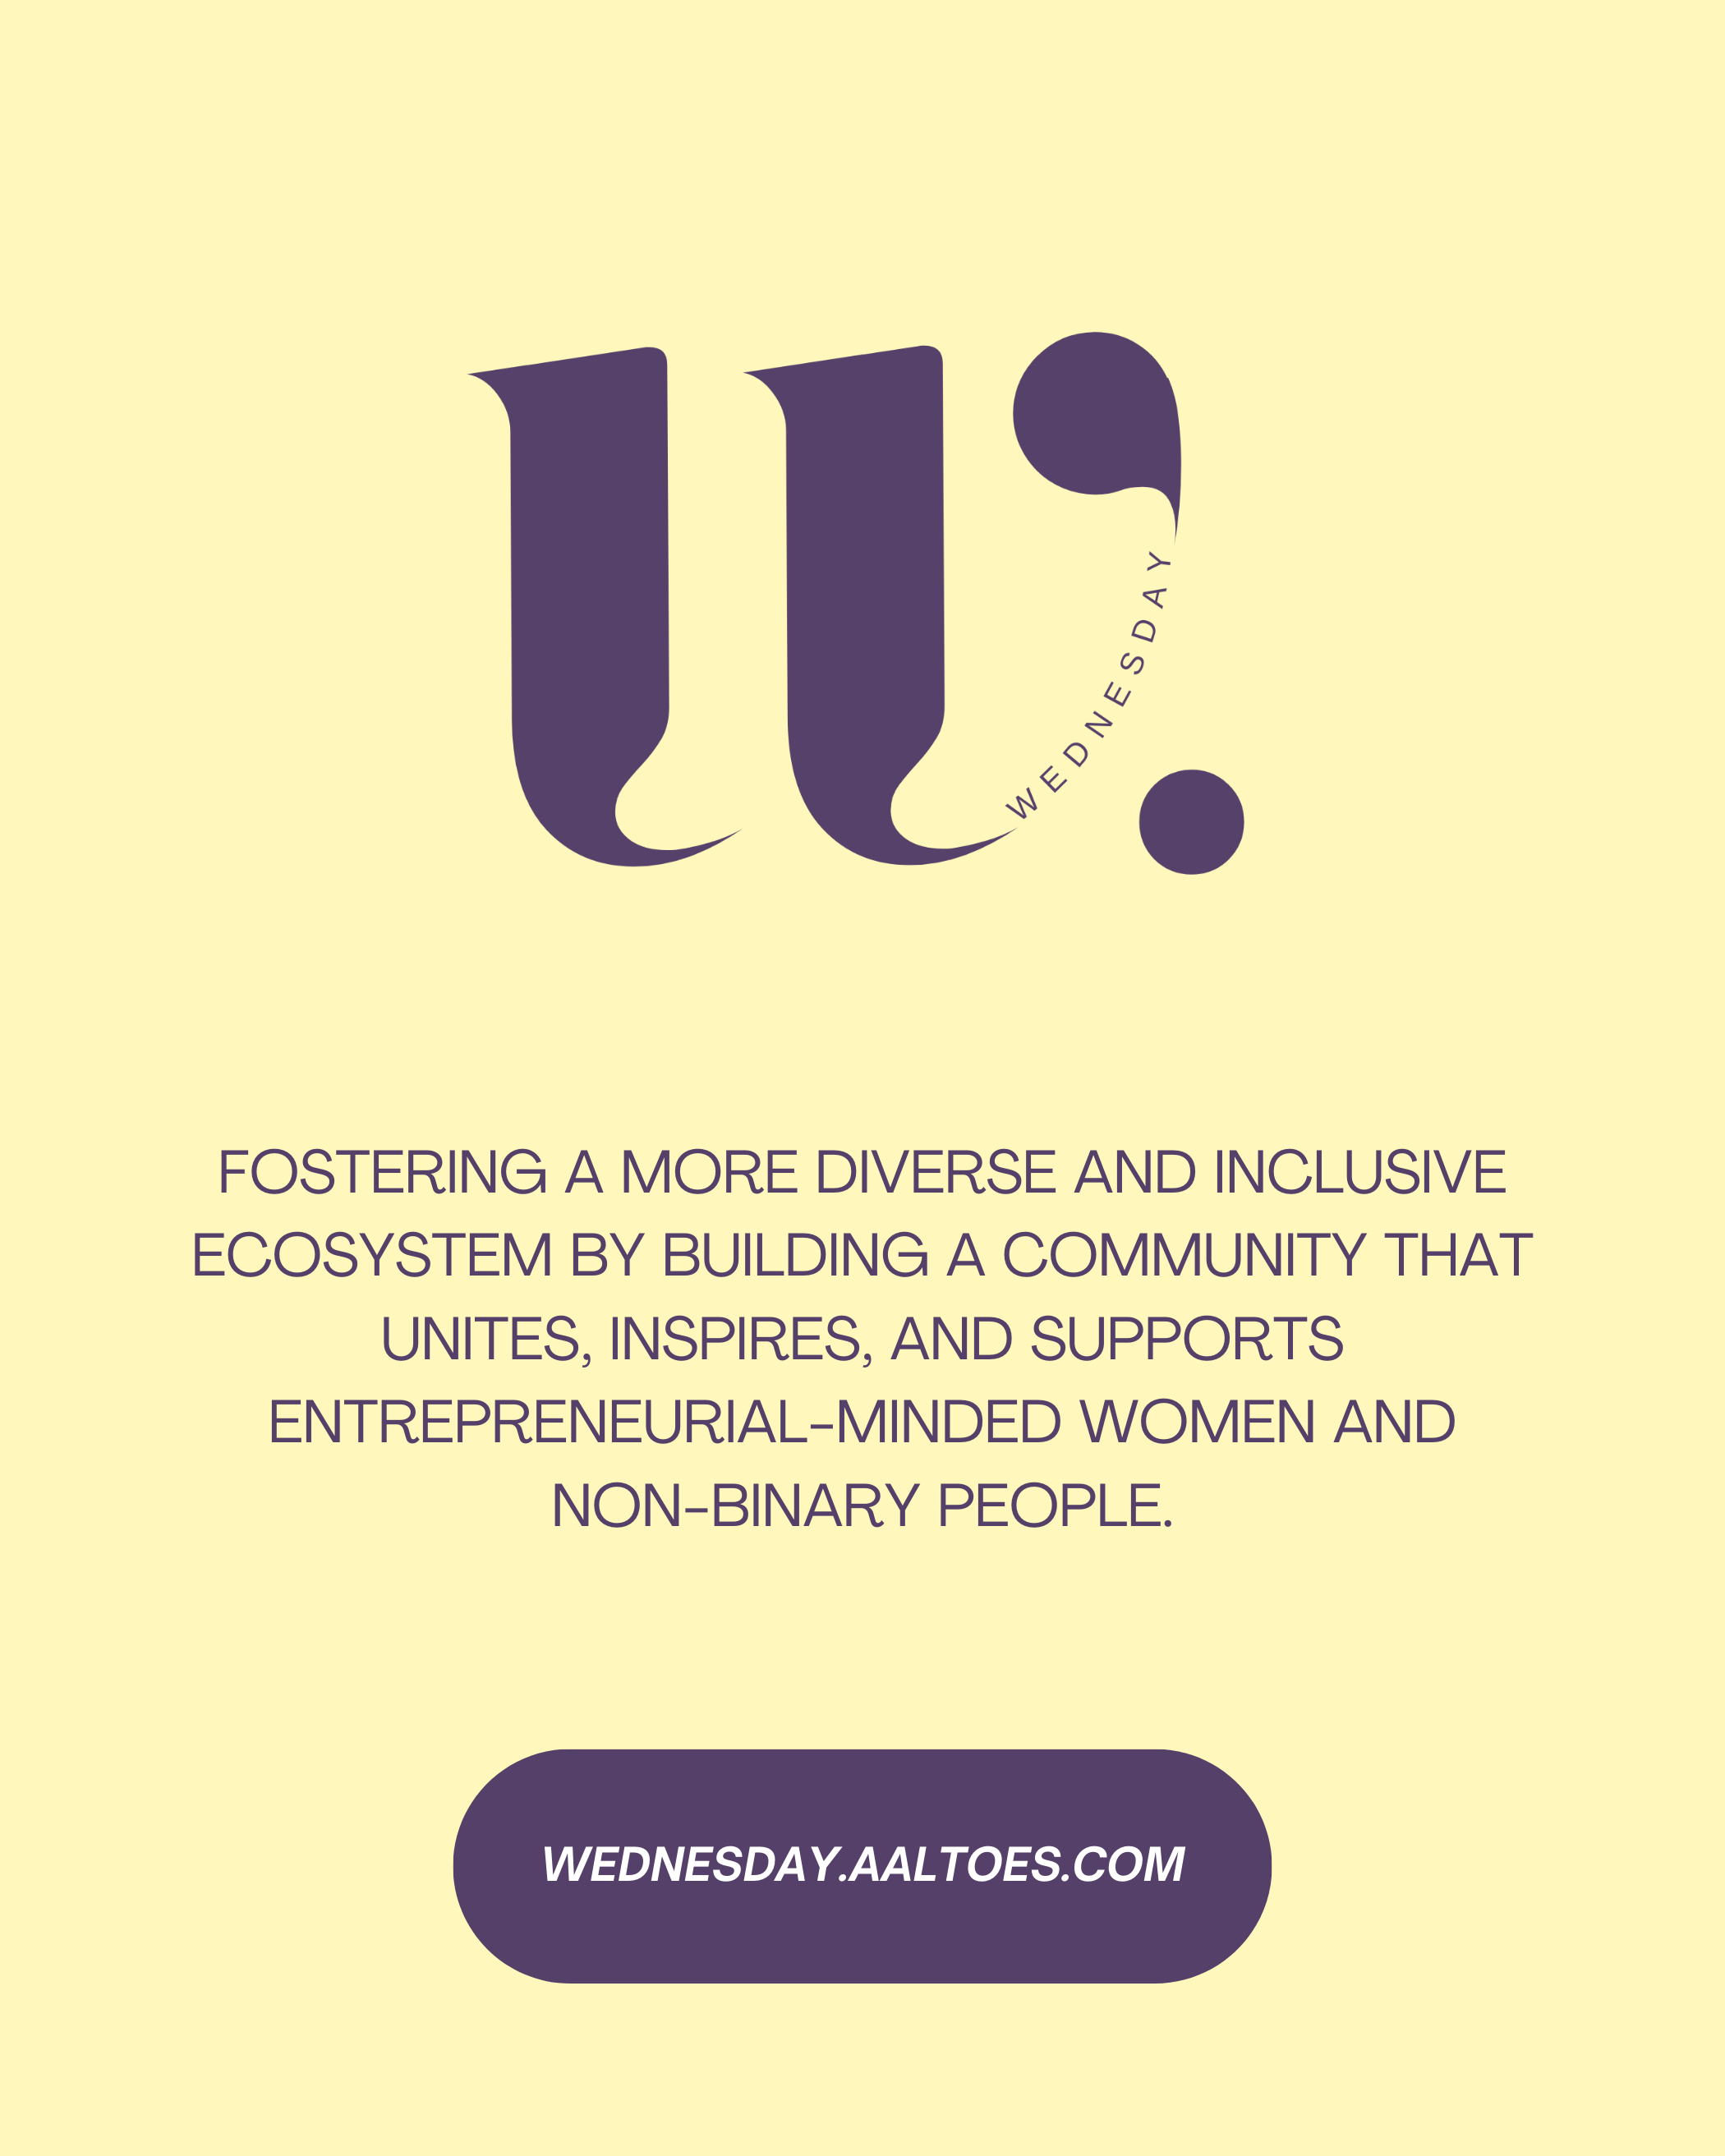 W.
WEDNESDAY
FOSTERING A MORE DIVERSE AND INCLUSIVE
ECOSYSTEM BY BUILDING A COMMUNITY THAT
UNITES, INSPIRES, AND SUPPORTS
ENTREPRENEURIAL-MINDED WOMEN AND
NON-BINARY PEOPLE.
WEDNESDAY.AALTOES.COM